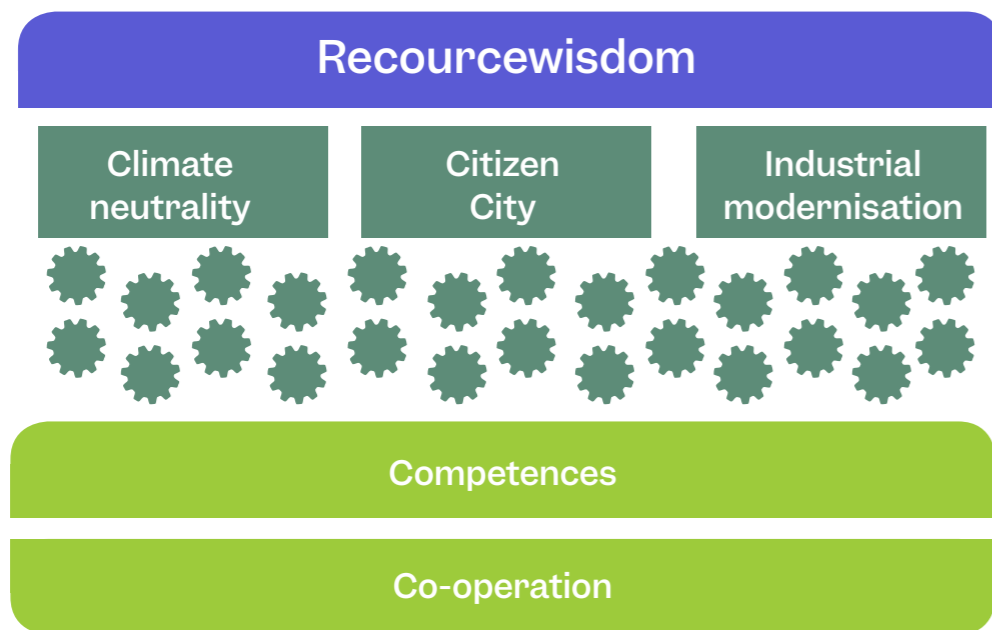 Recourcewisdom
Climate
neutrality
Citizen
City
Industrial
modernisation
Competences
Co-operation